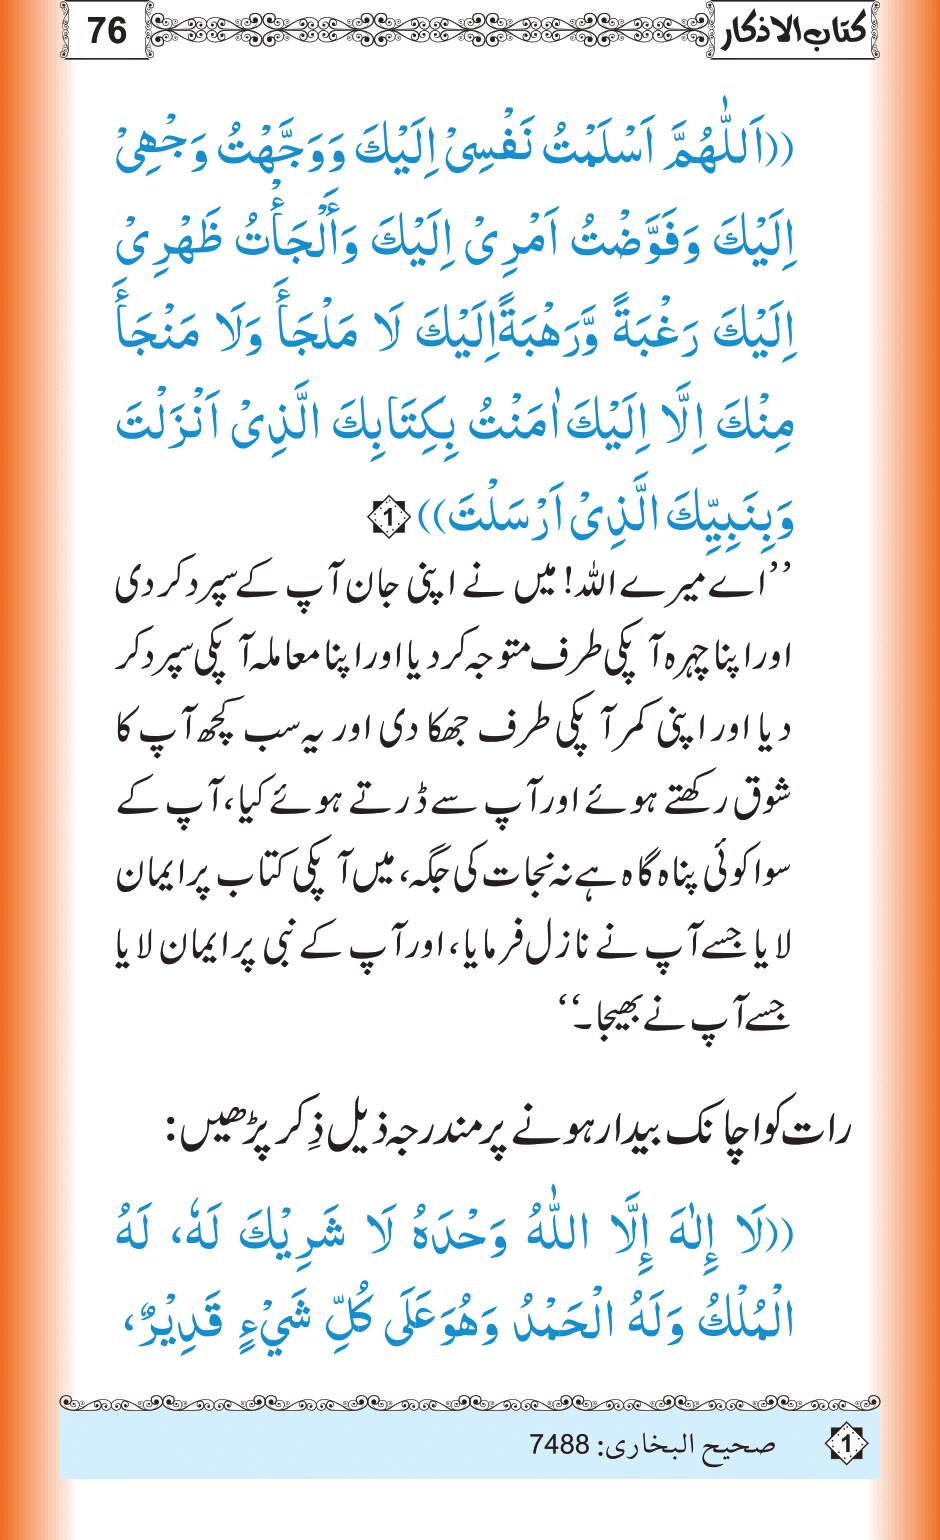 کتاب الاذکار
76
((اَللّٰهُمَّ اَسْلَمْتُ نَفْسِیْ اِلَيْكَ وَوَجَّهْتُ وَجْهِیْ
اِلَيْكَ وَفَوَّضْتُ اَمْرِیْ اِلَيْكَ وَأَلْجَأْتُ ظَهْرِیْ
اِلَيْكَ رَغْبَةً وَّرَهْبَةًاِلَيْكَ لَا مَلْجَأَ وَلَا مَنْجَأَ
مِنْكَ اِلَّا اِلَيْكَ اٰمَنْتُ بِكِتَابِكَ الَّذِیْ اَنْزَلْتَ
وَبِنَبِيِّكَ الَّذِیْ اَرْسَلْتَ)) 1
’’اے میرے اللہ! میں نے اپنی جان آپ کے سپرد کر دی
اور اپنا چہرہ آپکی طرف متوجہ کر دیا اور اپنا معاملہ آپکی سپرد کر
دیا اور اپنی کمر آپکی طرف جھکا دی اور یہ سب کچھ آپ کا
شوق رکھتے ہوئے اور آپ سے ڈرتے ہوئے کیا، آپ کے
سوا کوئی پناہ گاہ ہے نہ نجات کی جگہ، میں آپکی کتاب پر ایمان
لایا جسے آپ نے نازل فرمایا، اور آپ کے نبی پر ایمان لایا
جسے آپ نے بھیجا۔‘‘
رات کو اچانک بیدار ہونے پر مندرجہ ذیل ذِکر پڑھیں:
((لَا إِلٰهَ إِلَّا اللّٰهُ وَحْدَهُ لَا شَرِيْكَ لَهٗ، لَهُ
الْمُلْكُ وَلَهُ الْحَمْدُ وَهُوَعَلَى كُلِّ شَيْءٍ قَدِيْرٌ،
1 صحیح البخاری: 7488